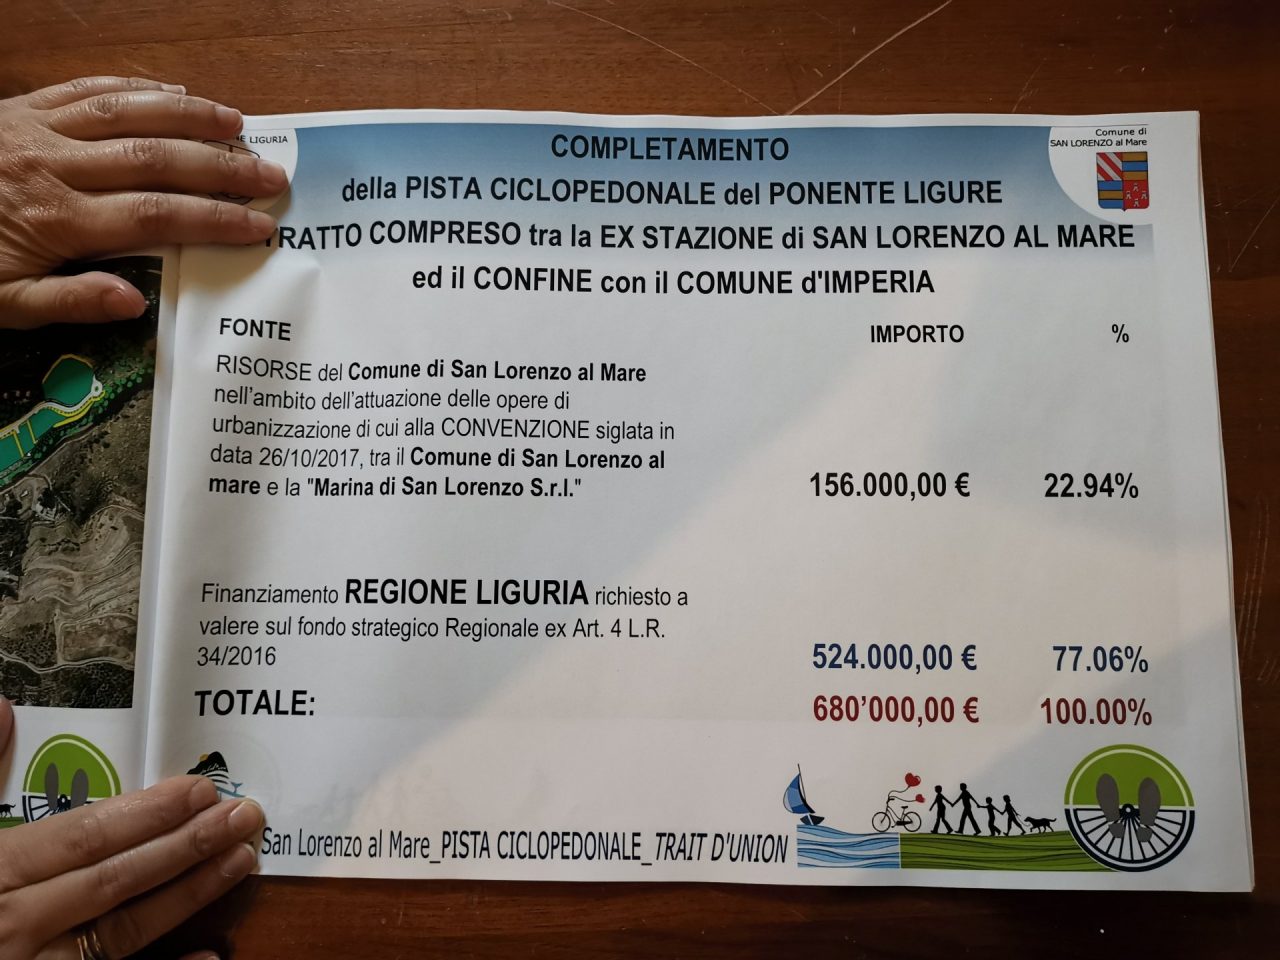 LIGURIA
Comune di
SAN LORENZO al Mare
COMPLETAMENTO
della PISTA CICLOPEDONALE del PONENTE LIGURE
TRATTO COMPRESO tra la EX STAZIONE di SAN LORENZO AL MARE
ed il CONFINE con il COMUNE d'IMPERIA
FONTE IMPORTO %
RISORSE del Comune di San Lorenzo al Mare
nell'ambito dell'attuazione delle opere di
urbanizzazione di cui alla CONVENZIONE siglata in
data 26/10/2017, tra il Comune di San Lorenzo al
mare e la "Marina di San Lorenzo S.r.l." 156.000,00 € 22.94%
Finanziamento REGIONE LIGURIA richiesto a
valere sul fondo strategico Regionale ex Art. 4 L.R.
34/2016 524.000,00 € 77.06%
TOTALE: 680'000,00 € 100.00%
San Lorenzo al Mare_PISTA CICLOPEDONALE_TRAIT D'UNION